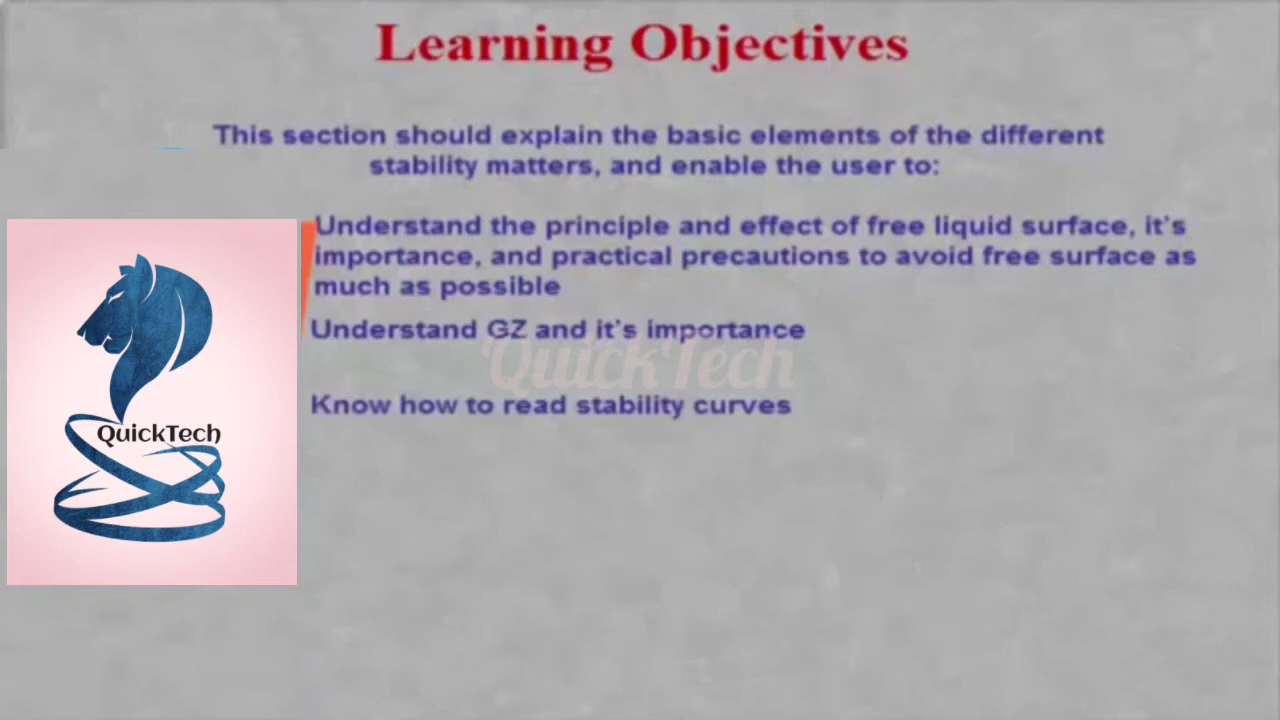 Learning Objectives
This section should explain the basic elements of the different
stability matters, and enable the user to:
Understand the principle and effect of free liquid surface, it's
importance, and practical precautions to avoid free surface as
much as possible
Understand GZ and it's importance
QuickTech
Know how to read stability curves
QuickTech